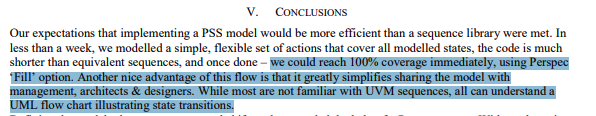 V. CONCLUSIONS
Our expectations that implementing a PSS model would be more efficient than a sequence library were met. In
less than a week, we modelled a simple, flexible set of actions that cover all modelled states, the code is much
shorter than equivalent sequences, and once done – we could reach 100% coverage immediately, using Perspec
‘Fill’ option. Another nice advantage of this flow is that it greatly simplifies sharing the model with
management, architects & designers. While most are not familiar with UVM sequences, all can understand a
UML flow chart illustrating state transitions.